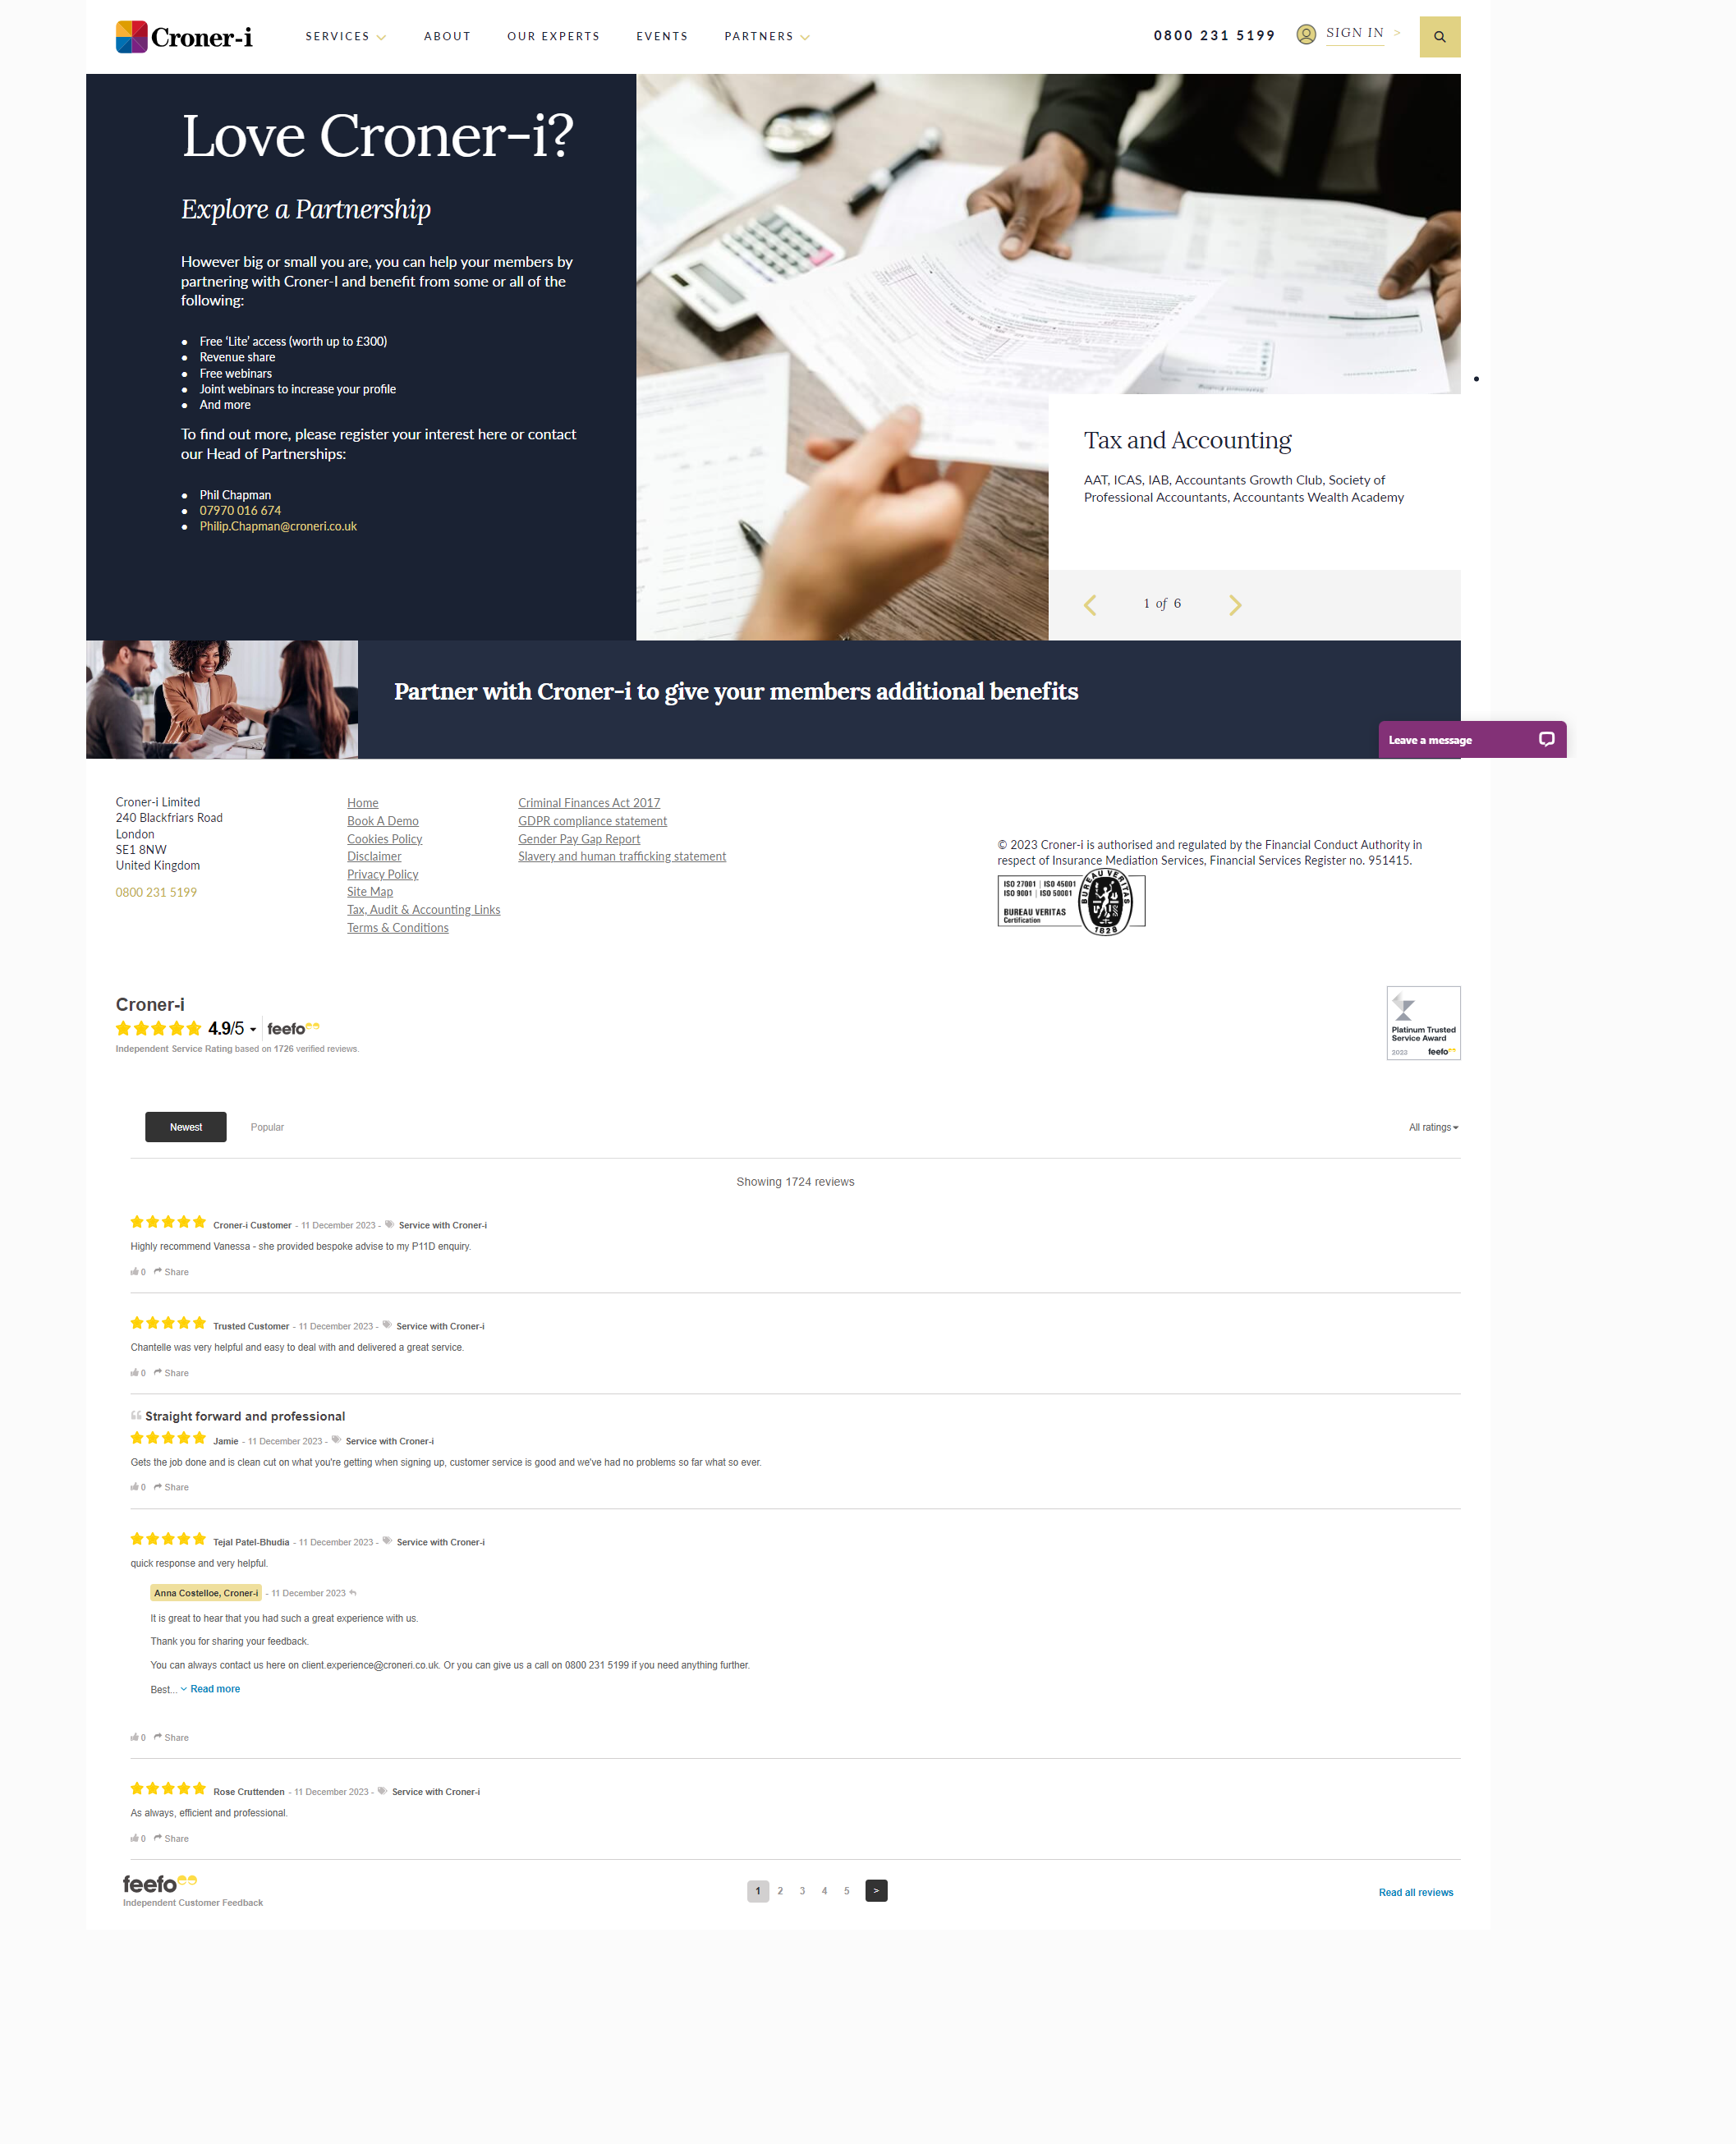 Croner-i
SERVICES
ABOUT
OUR EXPERTS
EVENTS
PARTNERS
0800 231 5199
SIGN IN >
Love Croner-i?
Explore a Partnership
However big or small you are, you can help your members by
partnering with Croner-I and benefit from some or all of the
following:
● Free ‘Lite’ access (worth up to £300)
● Revenue share
● Free webinars
● Joint webinars to increase your profile
● And more
To find out more, please register your interest here or contact
our Head of Partnerships:
● Phil Chapman
● 07970 016 674
● Philip.Chapman@croneri.co.uk
Tax and Accounting
AAT, ICAS, IAB, Accountants Growth Club, Society of
Professional Accountants, Accountants Wealth Academy
1 of 6
Partner with Croner-i to give your members additional benefits
Leave a message
Croner-i Limited
240 Blackfriars Road
London
SE1 8NW
United Kingdom
0800 231 5199
Home
Book A Demo
Cookies Policy
Disclaimer
Privacy Policy
Site Map
Tax, Audit & Accounting Links
Terms & Conditions
Criminal Finances Act 2017
GDPR compliance statement
Gender Pay Gap Report
Slavery and human trafficking statement
© 2023 Croner-i is authorised and regulated by the Financial Conduct Authority in
respect of Insurance Mediation Services, Financial Services Register no. 951415.
ISO 27001 | ISO 45001
ISO 9001 | ISO 50001
BUREAU VERITAS
Certification
BUREAU VERITAS
1828
Croner-i
4.9/5
feefo
Independent Service Rating based on 1726 verified reviews.
Platinum Trusted
Service Award
2023 feefo
Newest
Popular
All ratings
Showing 1724 reviews
Croner-i Customer - 11 December 2023 - Service with Croner-i
Highly recommend Vanessa - she provided bespoke advise to my P11D enquiry.
0 Share
Trusted Customer - 11 December 2023 - Service with Croner-i
Chantelle was very helpful and easy to deal with and delivered a great service.
0 Share
Straight forward and professional
Jamie - 11 December 2023 - Service with Croner-i
Gets the job done and is clean cut on what you're getting when signing up, customer service is good and we've had no problems so far what so ever.
0 Share
Tejal Patel-Bhudia - 11 December 2023 - Service with Croner-i
quick response and very helpful.
Anna Costelloe, Croner-i - 11 December 2023
It is great to hear that you had such a great experience with us.
Thank you for sharing your feedback.
You can always contact us here on client.experience@croneri.co.uk. Or you can give us a call on 0800 231 5199 if you need anything further.
Best... Read more
0 Share
Rose Cruttenden - 11 December 2023 - Service with Croner-i
As always, efficient and professional.
0 Share
feefo
Independent Customer Feedback
1 2 3 4 5 >
Read all reviews